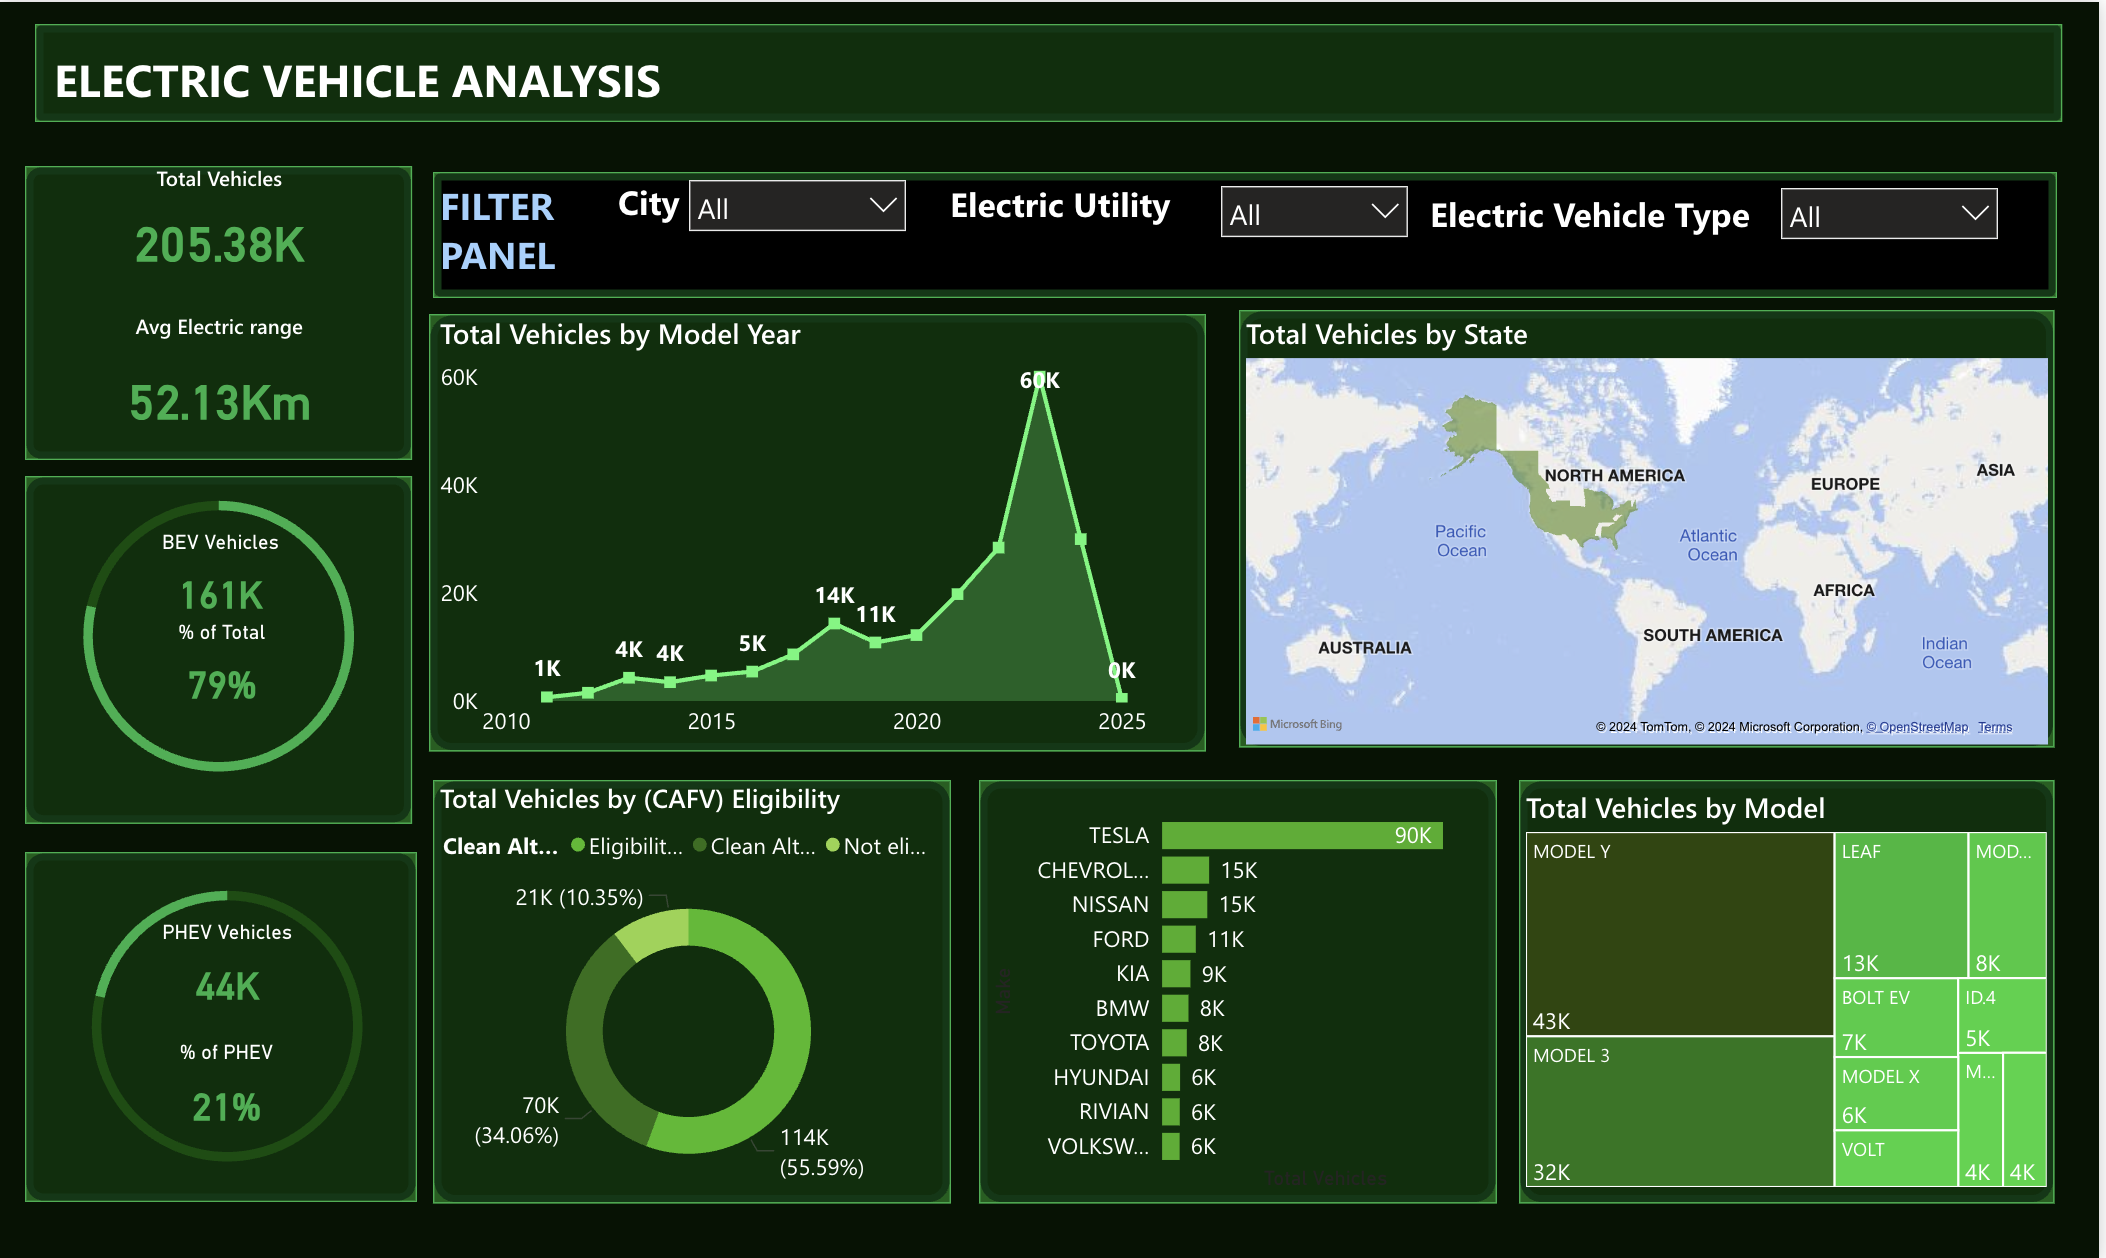 ELECTRIC VEHICLE ANALYSIS
Total Vehicles
205.38K
Avg Electric range
52.13Km
FILTER
PANEL
City
All
Electric Utility
All
Electric Vehicle Type
All
BEV Vehicles
161K
% of Total
79%
PHEV Vehicles
44K
% of PHEV
21%
Total Vehicles by Model Year
60K
40K
20K
0K
1K
4K
4K
5K
14K
11K
60K
0K
2010
2015
2020
2025
Total Vehicles by State
NORTH AMERICA
EUROPE
ASIA
Pacific
Ocean
Atlantic
Ocean
AFRICA
SOUTH AMERICA
AUSTRALIA
Indian
Ocean
Microsoft Bing
© 2024 TomTom, © 2024 Microsoft Corporation, © OpenStreetMap Terms
Total Vehicles by (CAFV) Eligibility
Clean Alt... Eligibilit... Clean Alt... Not eli...
21K (10.35%)
70K
(34.06%)
114K
(55.59%)
TESLA 90K
CHEVROL... 15K
NISSAN 15K
FORD 11K
KIA 9K
BMW 8K
TOYOTA 8K
HYUNDAI 6K
RIVIAN 6K
VOLKSW... 6K
Total Vehicles by Model
MODEL Y
43K
MODEL 3
32K
LEAF
13K
MOD...
8K
BOLT EV
7K
ID.4
5K
MODEL X
6K
VOLT
M...
4K
4K